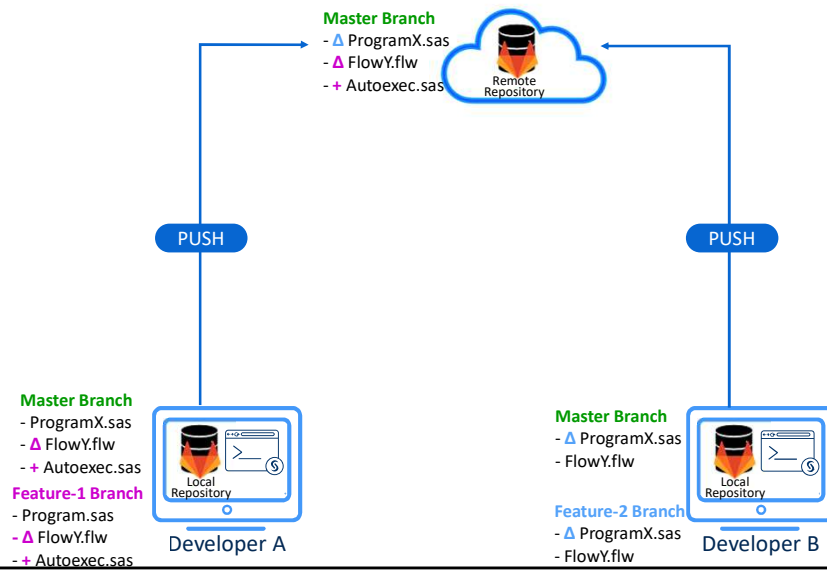 Master Branch
- Δ ProgramX.sas
- Δ FlowY.flw
- + Autoexec.sas
Remote
Repository
PUSH
PUSH
Master Branch
- ProgramX.sas
- Δ FlowY.flw
- + Autoexec.sas
Feature-1 Branch
- Program.sas
- Δ FlowY.flw
- + Autoexec.sas
Local
Repository
Developer A
Master Branch
- Δ ProgramX.sas
- FlowY.flw
Feature-2 Branch
- Δ ProgramX.sas
- FlowY.flw
Local
Repository
Developer B